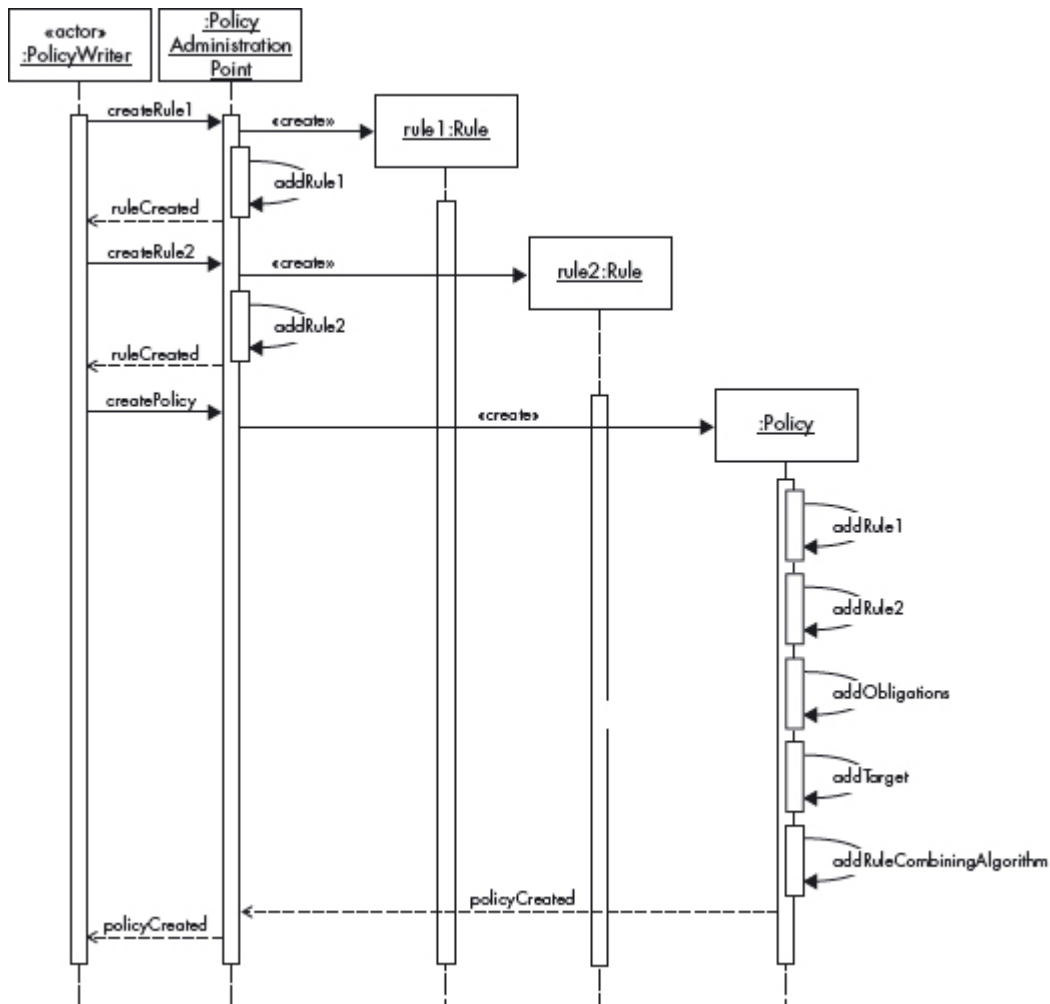 «actor»
:PolicyWriter
:Policy
Administration
Point
createRule1
«create»
rule1:Rule
addRule1
ruleCreated
createRule2
«create»
rule2:Rule
addRule2
ruleCreated
createPolicy
«create»
:Policy
addRule1
addRule2
addObligations
addTarget
addRuleCombiningAlgorithm
policyCreated
policyCreated